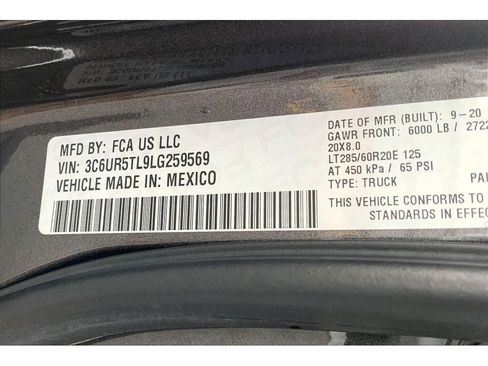 MFD BY: FCA US LLC
VIN: 3C6UR5TL9LG259569
VEHICLE MADE IN: MEXICO
DATE OF MFR (BUILT): 9-20
GAWR FRONT: 6000 LB / 2722
20X8.0
LT285/60R20E 125
AT 450 kPa / 65 PSI
TYPE: TRUCK
THIS VEHICLE CONFORMS TO
STANDARDS IN EFFEC